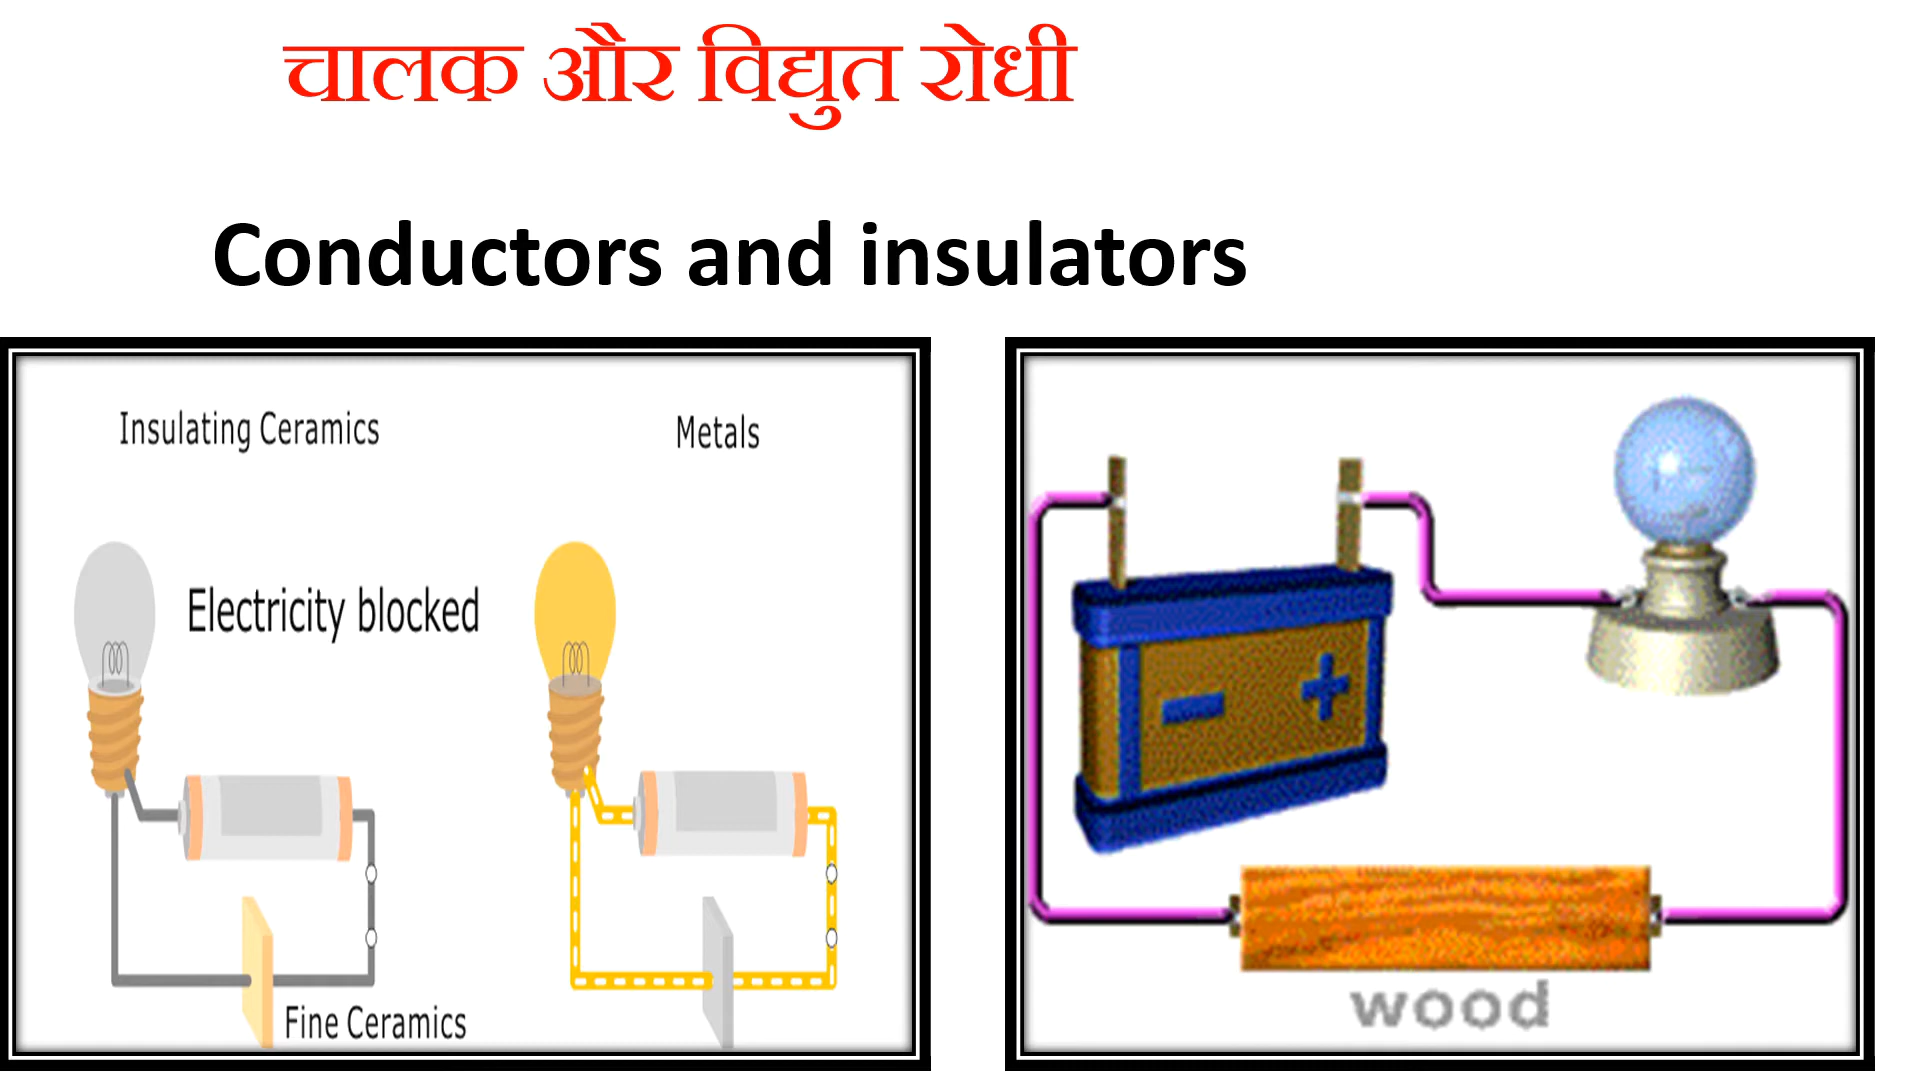 चालक और विद्युत रोधी
Conductors and insulators
Insulating Ceramics
Metals
Electricity blocked
Fine Ceramics
- +
wood